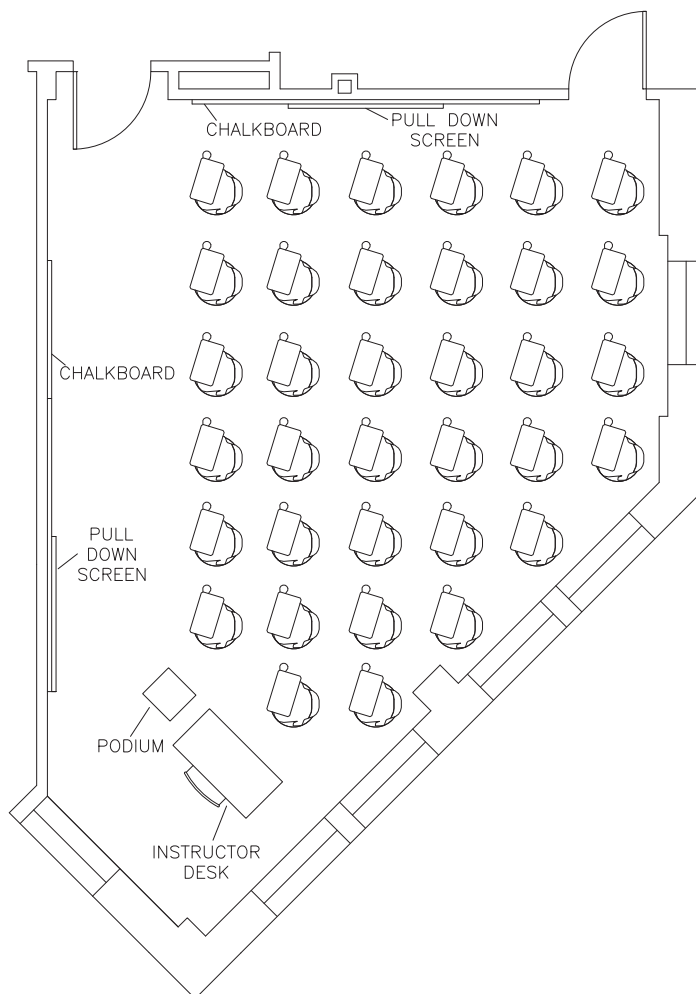 CHALKBOARD
PULL DOWN
SCREEN
CHALKBOARD
PULL
DOWN
SCREEN
PODIUM
INSTRUCTOR
DESK